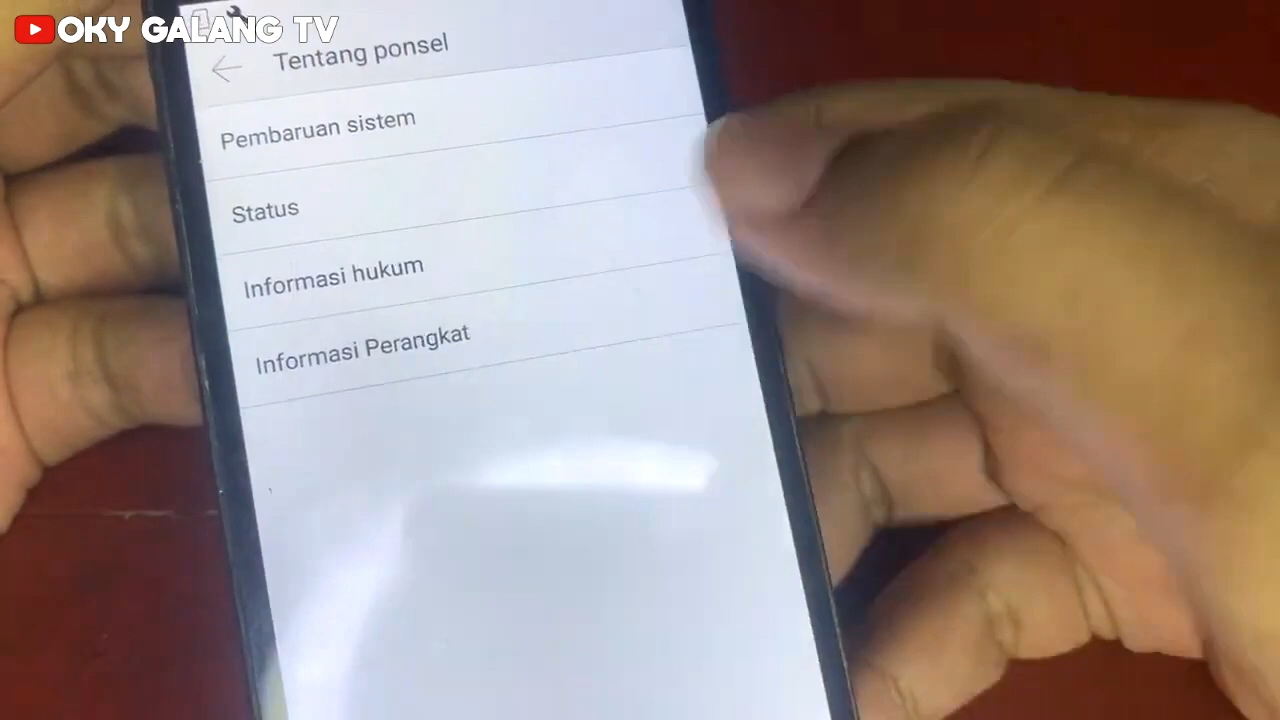 OKY GALANG TV
Tentang ponsel
Pembaruan sistem
Status
Informasi hukum
Informasi Perangkat